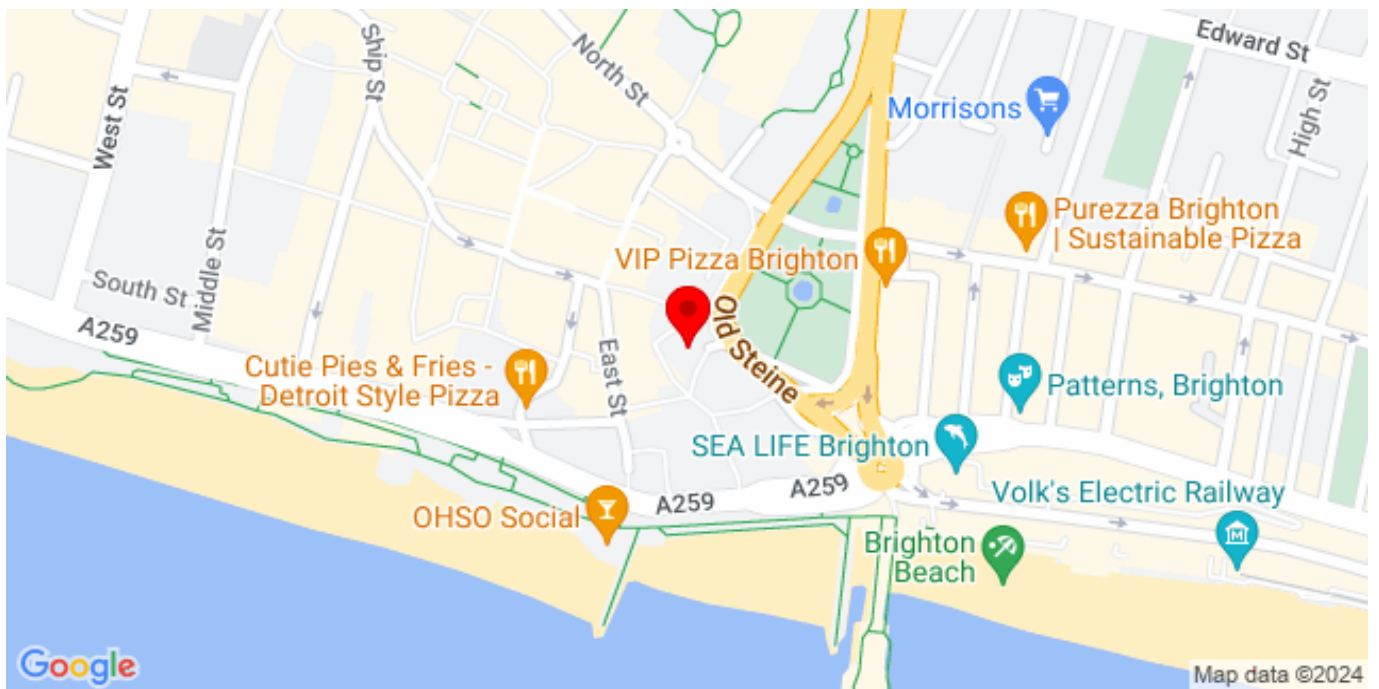 Ship St
North St
Edward St
West St
Morrisons
High St
Purezza Brighton
| Sustainable Pizza
Middle St
South St
VIP Pizza Brighton
Old Steine
A259
East St
Cutie Pies & Fries -
Detroit Style Pizza
Patterns, Brighton
SEA LIFE Brighton
A259
A259
Volk's Electric Railway
OHSO Social
Brighton
Beach
M
Google
Map data ©2024